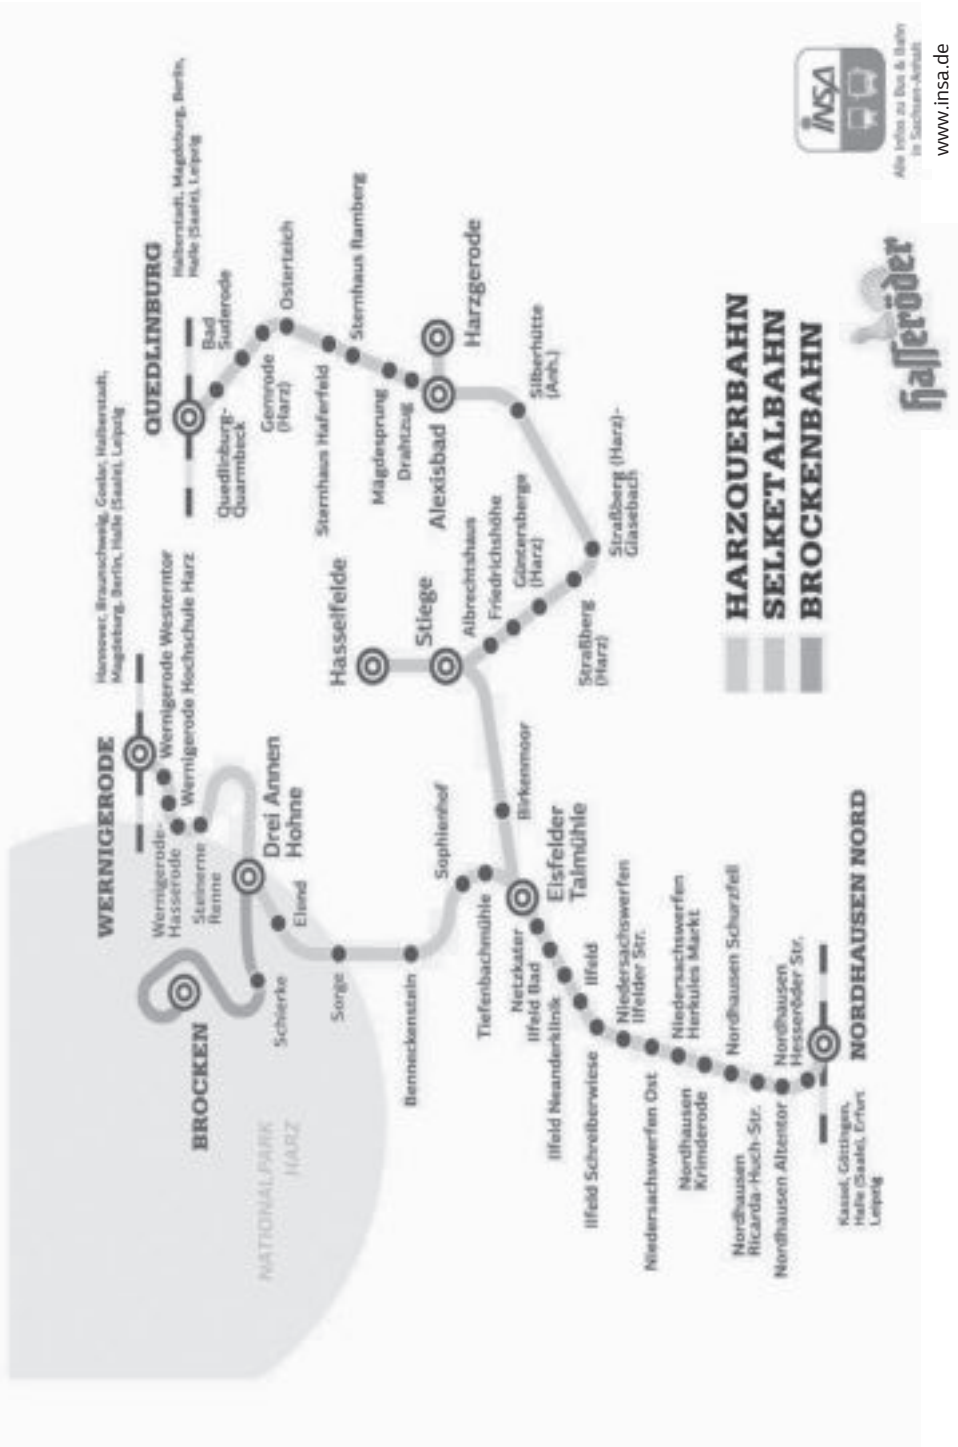 Hannover, Braunschweig, Goslar, Halberstadt,
Magdeburg, Berlin, Halle (Saale), Leipzig
WERNIGERODE
Wernigerode Westerntor
Wernigerode Hochschule Harz
Wernigerode-
Hasserode
Steinerne
Renne
Drei Annen
Hohne
BROCKEN
Schierke
NATIONALPARK
HARZ
Elend
Sorge
Benneckenstein
Sophienhof
Tiefenbachmühle
Eisfelder
Talmühle
Netzkater
Ilfeld Bad
Ilfeld Neanderklinik
Ilfeld
Ilfeld Schreiberwiese
Niedersachswerfen
Ilfelder Str.
Niedersachswerfen Ost
Niedersachswerfen
Herkules Markt
Nordhausen
Krimderode
Nordhausen Schurzfell
Nordhausen
Ricarda-Huch-Str.
Nordhausen Altentor
Nordhausen
Hesseröder Str.
NORDHAUSEN NORD
Kassel, Göttingen,
Halle (Saale), Erfurt
Leipzig
Birkenmoor
Stiege
Hasselfelde
Albrechtshaus
Friedrichshöhe
Güntersberge
(Harz)
Straßberg
(Harz)
Straßberg (Harz)-
Glasebach
Silberhütte
(Anh.)
Alexisbad
Harzgerode
Drahtzug
Mägdesprung
Sternhaus Ramberg
Sternhaus Haferfeld
Osterteich
Gernrode
(Harz)
Bad
Suderode
Quedlinburg-
Quarmbeck
QUEDLINBURG
Halberstadt, Magdeburg, Berlin,
Halle (Saale), Leipzig
HARZQUERBAHN
SELKETALBAHN
BROCKENBAHN
Hasseröder
INSA
Alle Infos zu Bus & Bahn
in Sachsen-Anhalt
www.insa.de